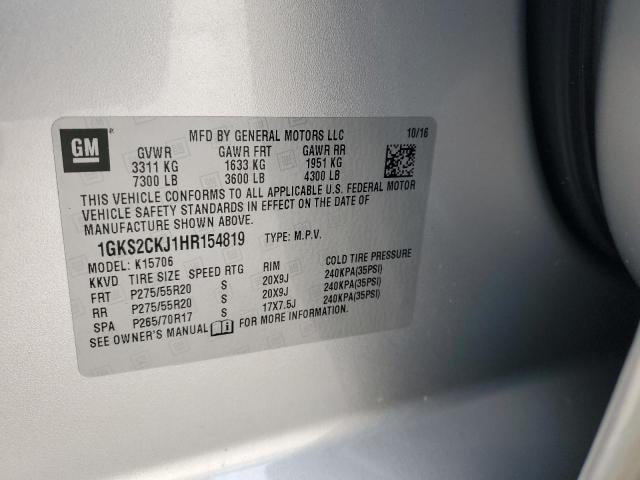 GM
MFD BY GENERAL MOTORS LLC 10/16
GVWR GAWR FRT GAWR RR
3311 KG 1633 KG 1951 KG
7300 LB 3600 LB 4300 LB
THIS VEHICLE CONFORMS TO ALL APPLICABLE U.S. FEDERAL MOTOR
VEHICLE SAFETY STANDARDS IN EFFECT ON THE DATE OF
MANUFACTURE SHOWN ABOVE.
1GKS2CKJ1HR154819 TYPE: M.P.V.
MODEL: K15706
KKVD TIRE SIZE SPEED RTG RIM COLD TIRE PRESSURE
FRT P275/55R20 S 20X9J 240KPA(35PSI)
RR P275/55R20 S 20X9J 240KPA(35PSI)
SPA P265/70R17 S 17X7.5J 240KPA(35PSI)
SEE OWNER'S MANUAL FOR MORE INFORMATION.